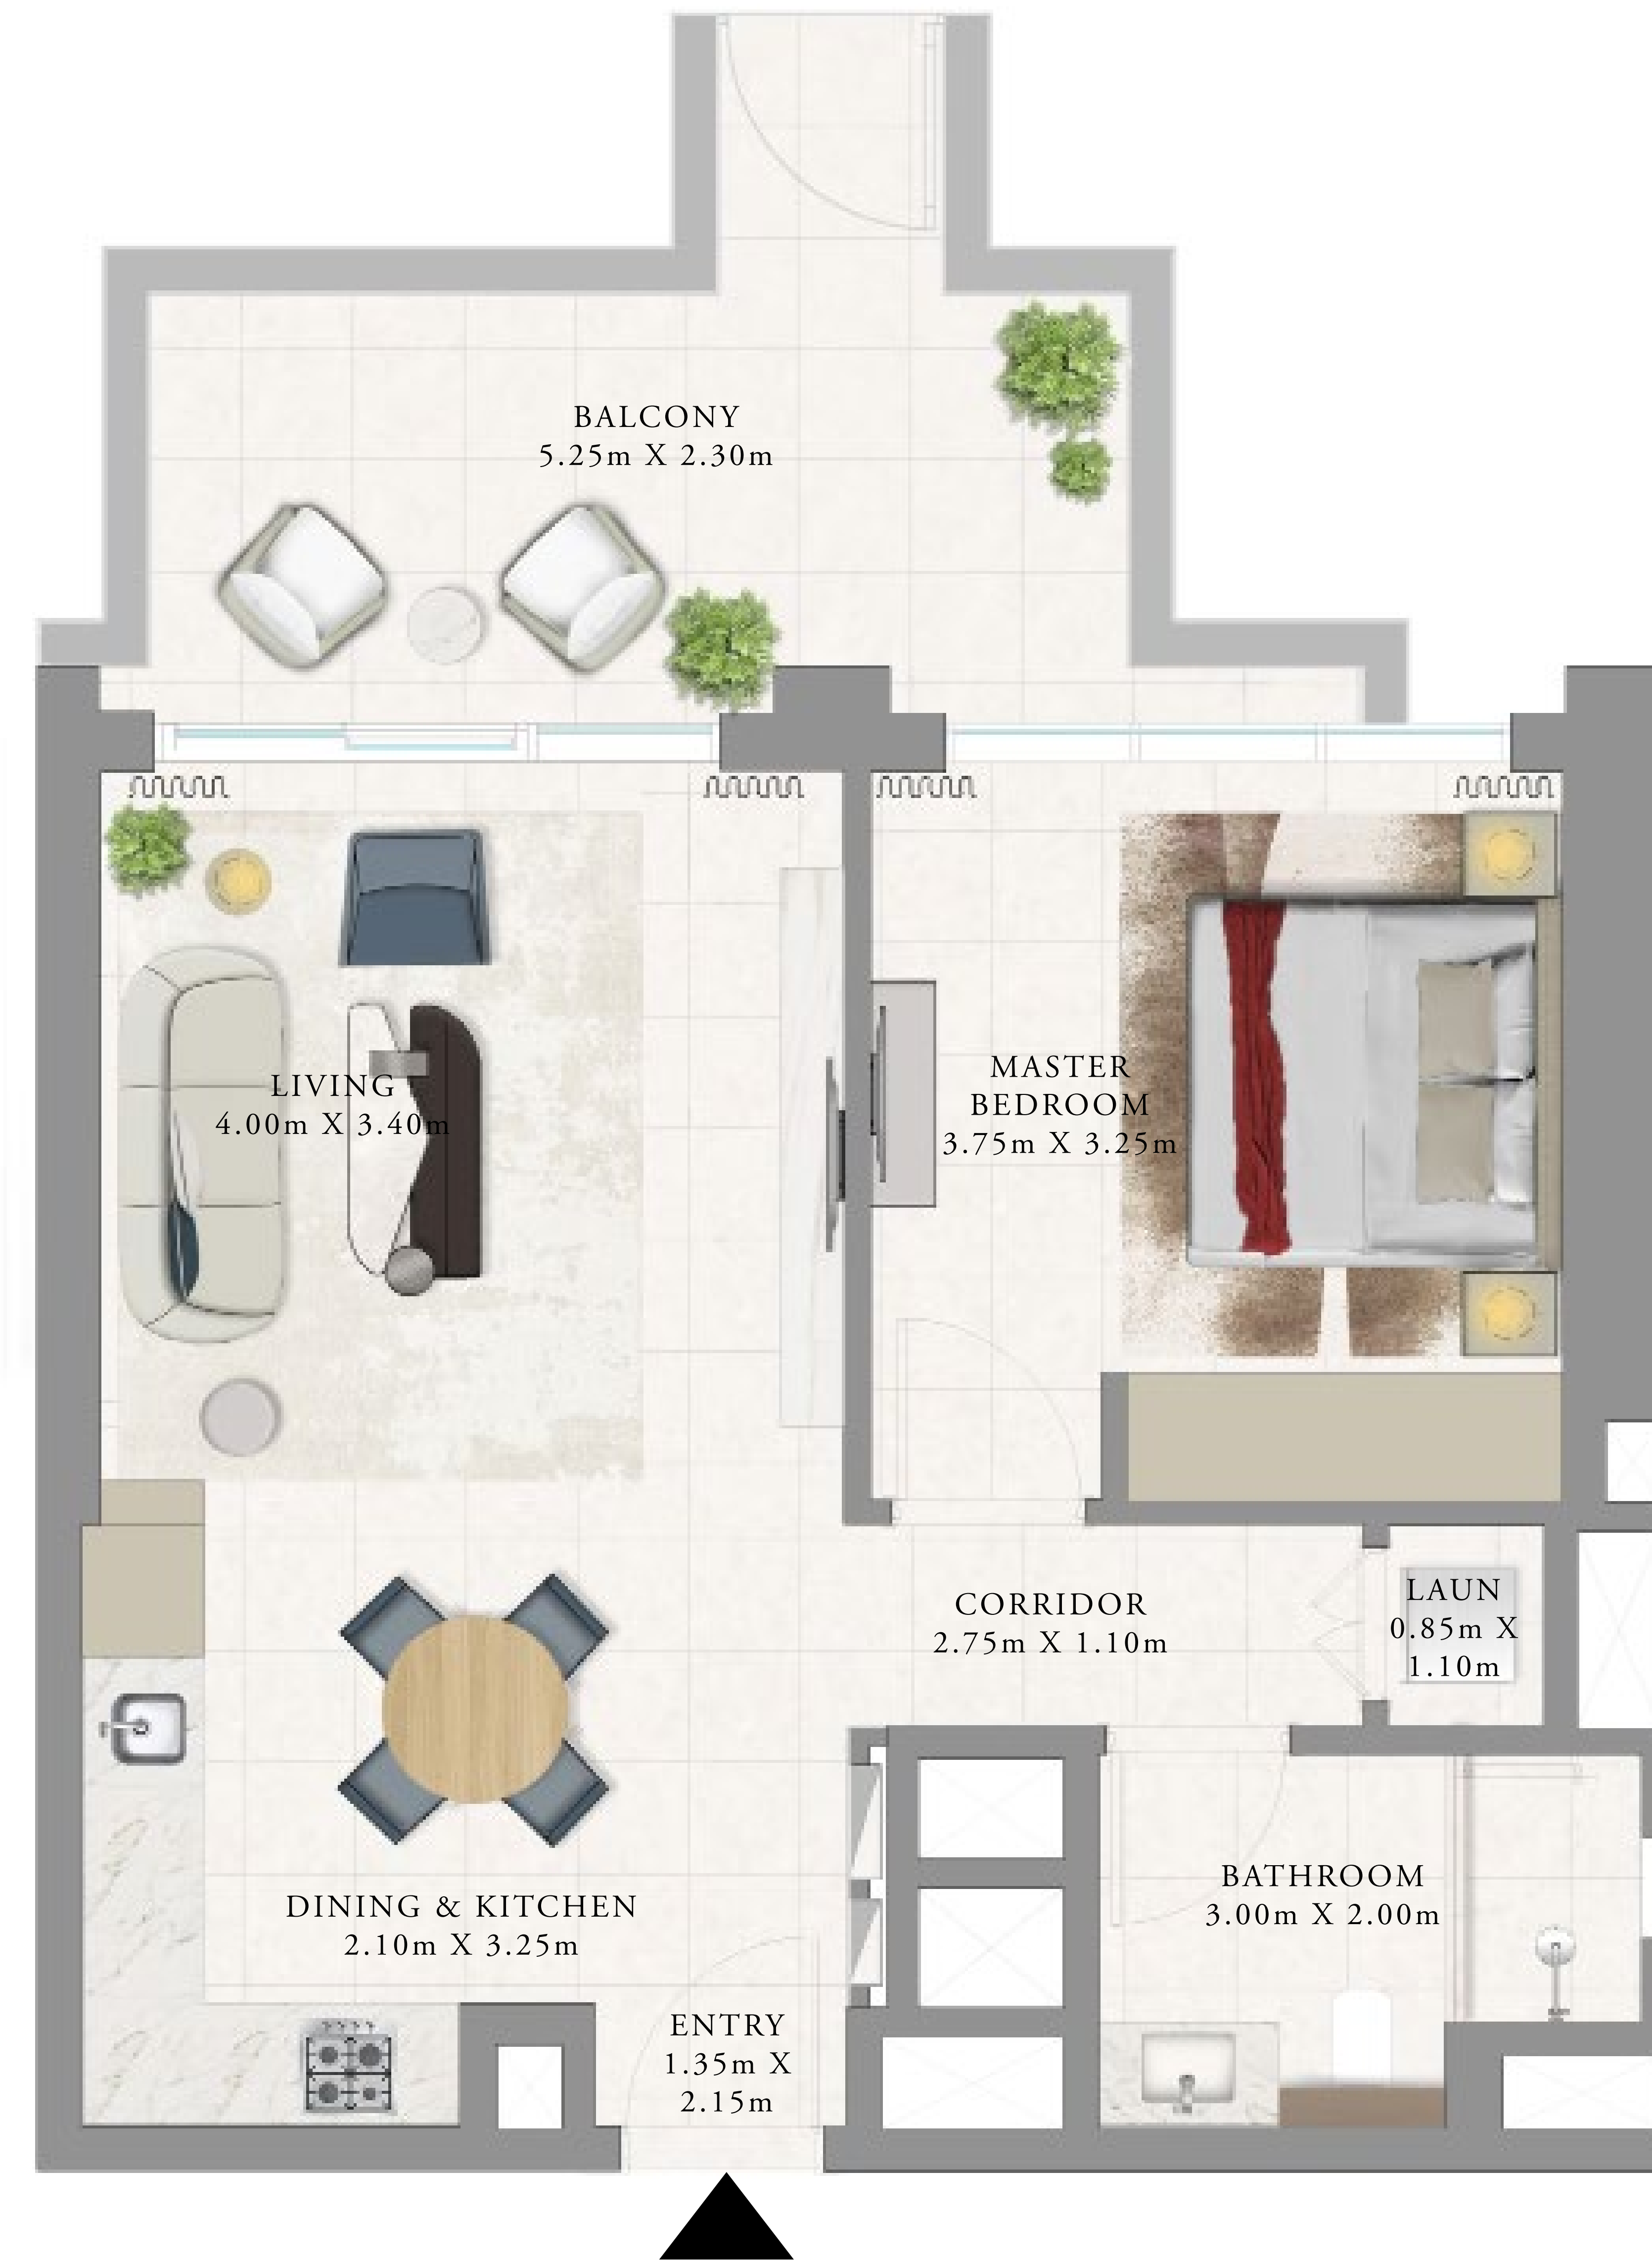 BALCONY
5.25m X 2.30m
LIVING
4.00m X 3.40m
MASTER
BEDROOM
3.75m X 3.25m
CORRIDOR
2.75m X 1.10m
LAUN
0.85m X
1.10m
DINING & KITCHEN
2.10m X 3.25m
BATHROOM
3.00m X 2.00m
ENTRY
1.35m X
2.15m